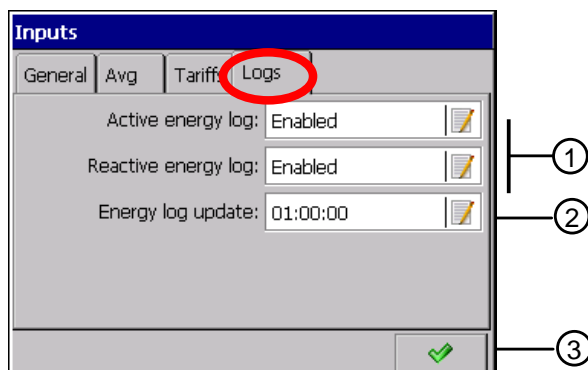 Inputs
General Avg Tariffs Logs
Active energy log: Enabled
Reactive energy log: Enabled
1
Energy log update: 01:00:00
2
3